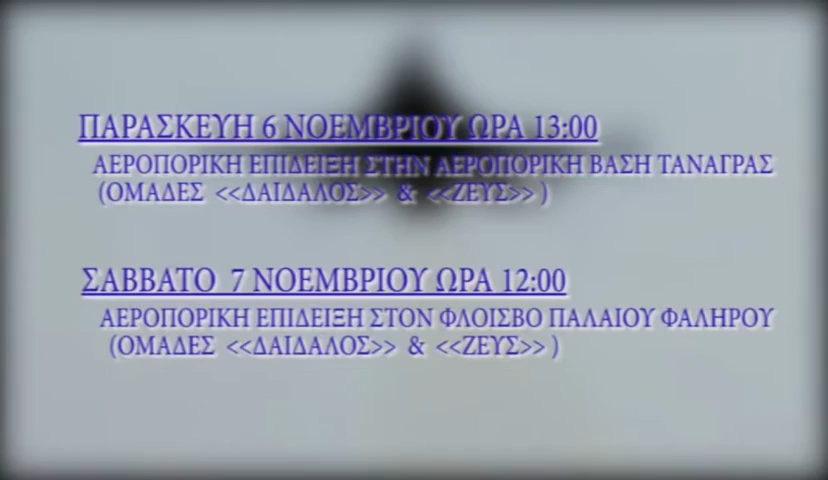 ΠΑΡΑΣΚΕΥΗ 6 ΝΟΕΜΒΡΙΟΥ ΩΡΑ 13:00
ΑΕΡΟΠΟΡΙΚΗ ΕΠΙΔΕΙΞΗ ΣΤΗΝ ΑΕΡΟΠΟΡΙΚΗ ΒΑΣΗ ΤΑΝΑΓΡΑΣ
(ΟΜΑΔΕΣ <<ΔΑΙΔΑΛΟΣ>> & <<ΖΕΥΣ>> )
ΣΑΒΒΑΤΟ 7 ΝΟΕΜΒΡΙΟΥ ΩΡΑ 12:00
ΑΕΡΟΠΟΡΙΚΗ ΕΠΙΔΕΙΞΗ ΣΤΟΝ ΦΛΟΙΣΒΟ ΠΑΛΑΙΟΥ ΦΑΛΗΡΟΥ
(ΟΜΑΔΕΣ <<ΔΑΙΔΑΛΟΣ>> & <<ΖΕΥΣ>> )